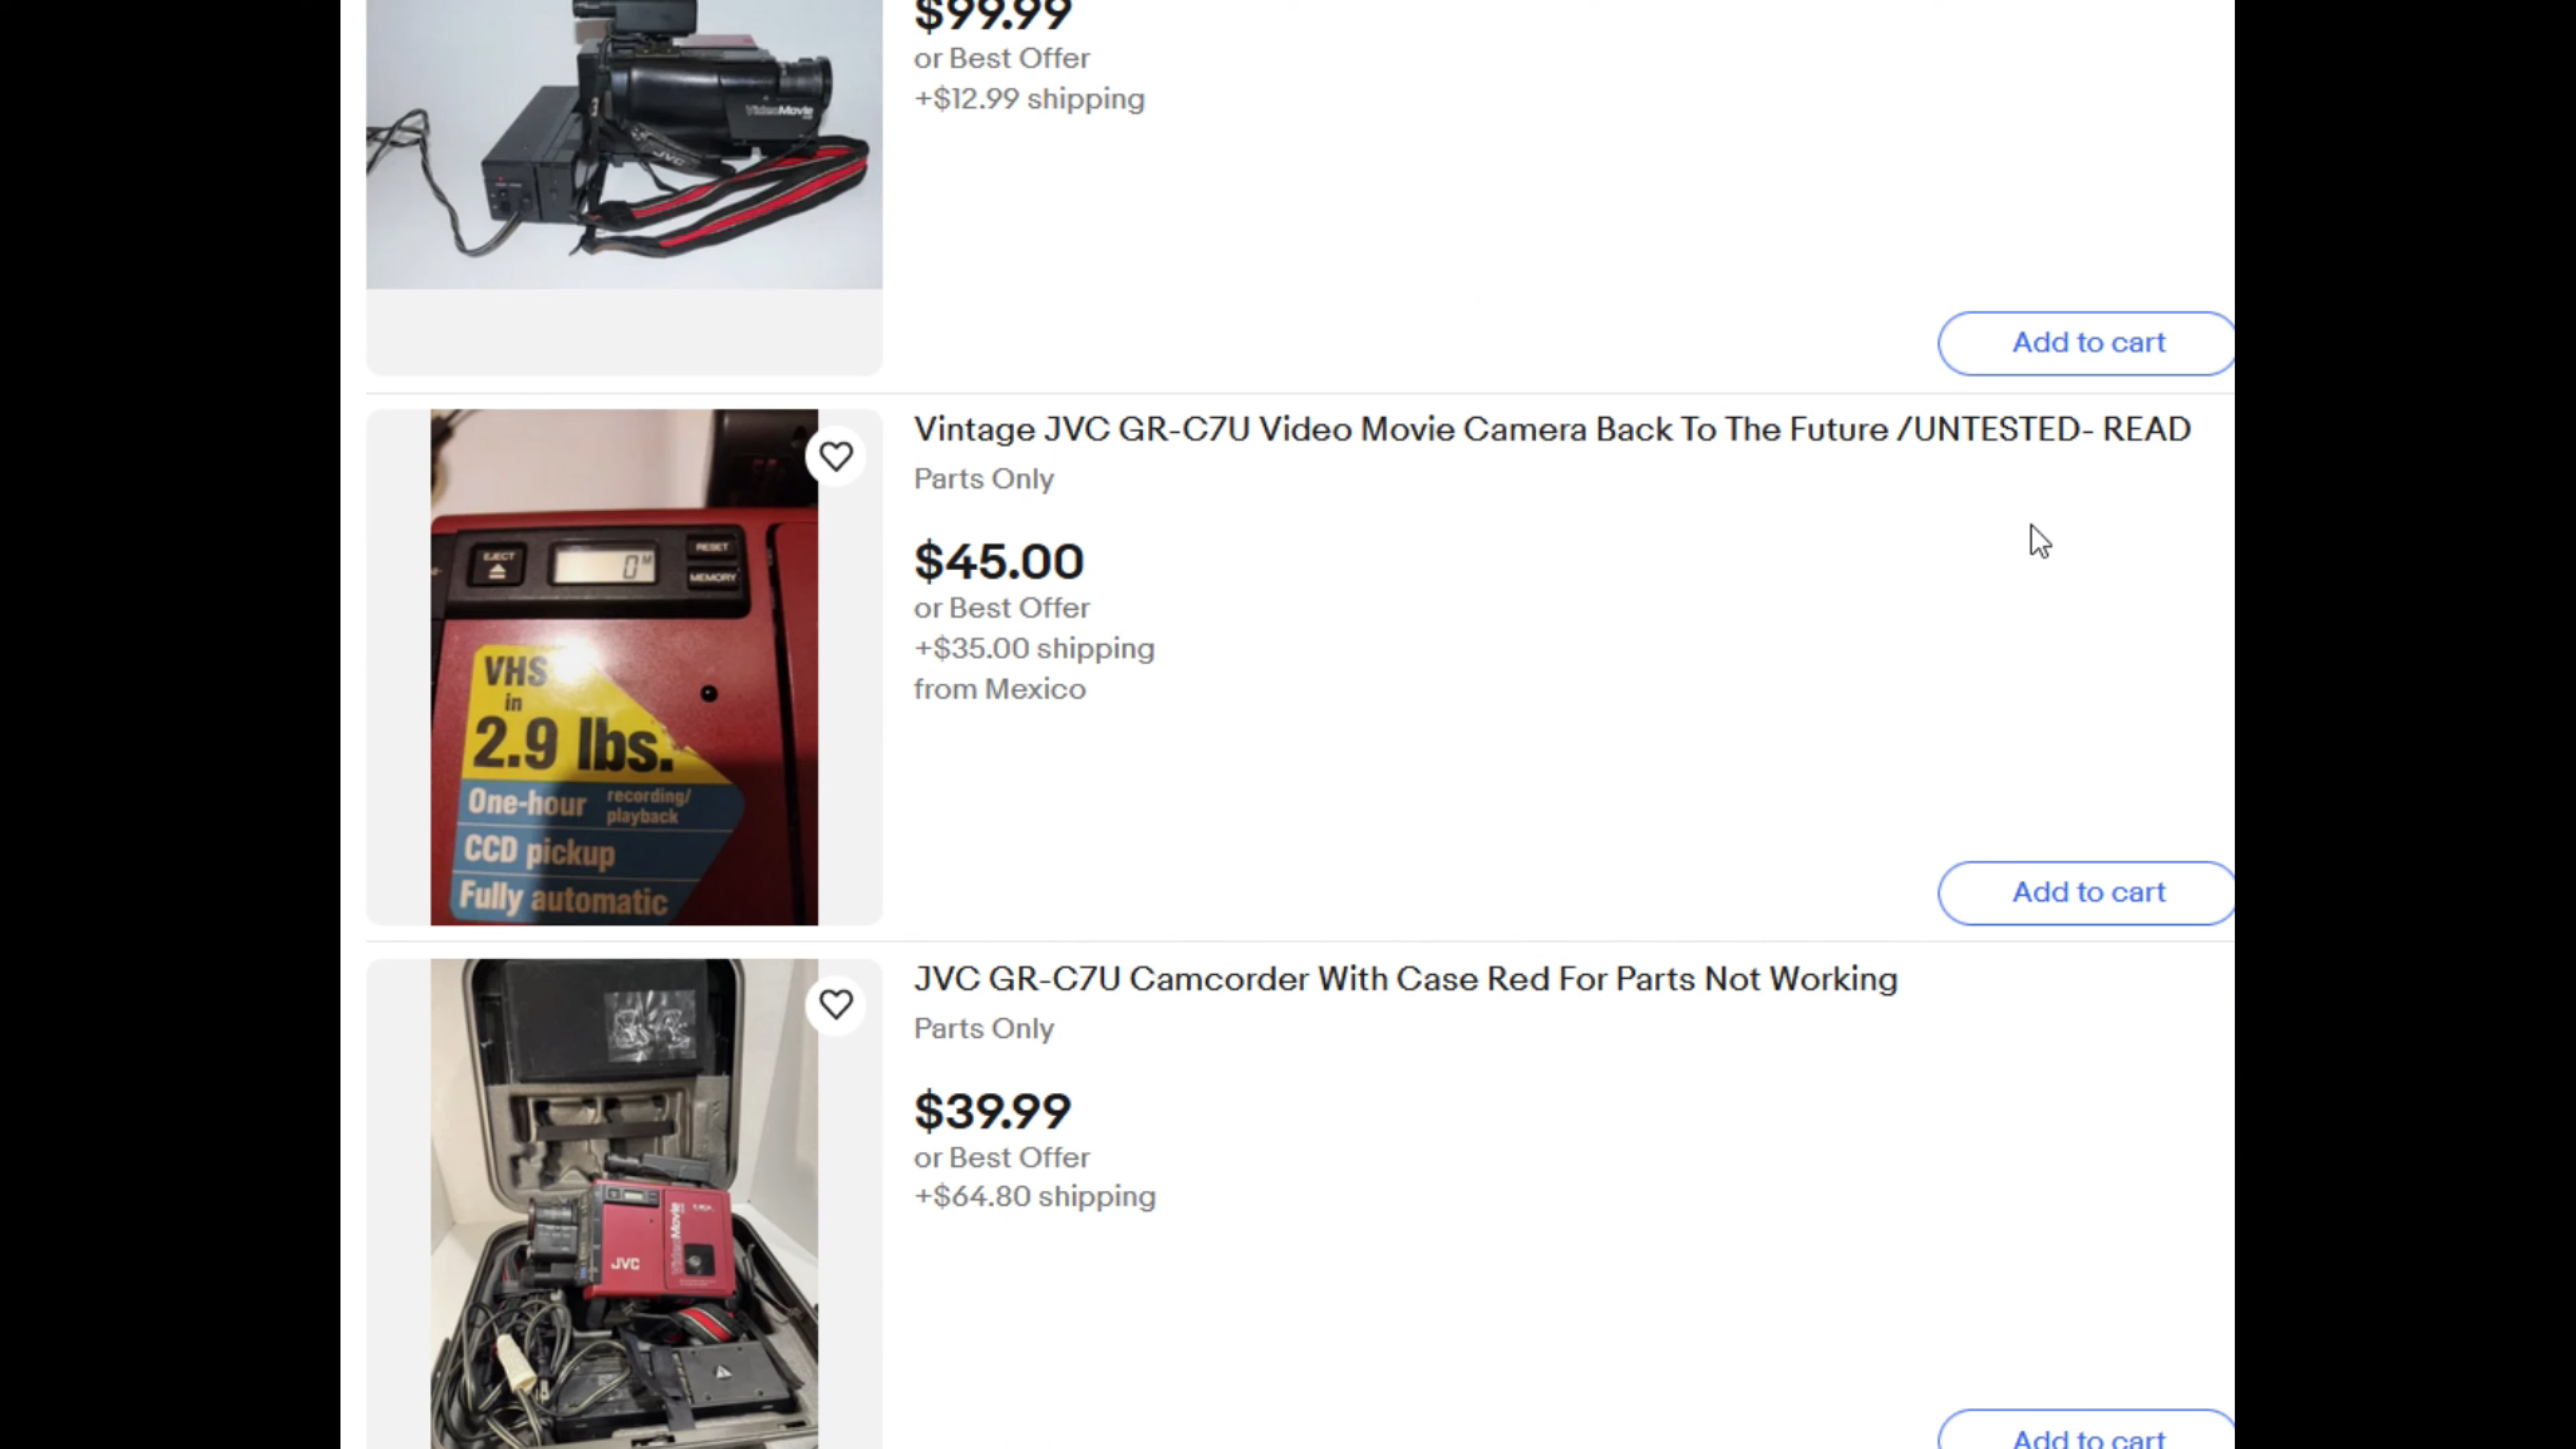 $99.99
or Best Offer
+$12.99 shipping
VideoMovie
JVC
Add to cart
Vintage JVC GR-C7U Video Movie Camera Back To The Future /UNTESTED- READ
Parts Only
$45.00
or Best Offer
+$35.00 shipping
from Mexico
EJECT
0M
RESET
MEMORY
VHS
in
2.9 lbs.
One-hour recording/
playback
CCD pickup
Fully automatic
Add to cart
JVC GR-C7U Camcorder With Case Red For Parts Not Working
Parts Only
$39.99
or Best Offer
+$64.80 shipping
VideoMovie
JVC
Add to cart